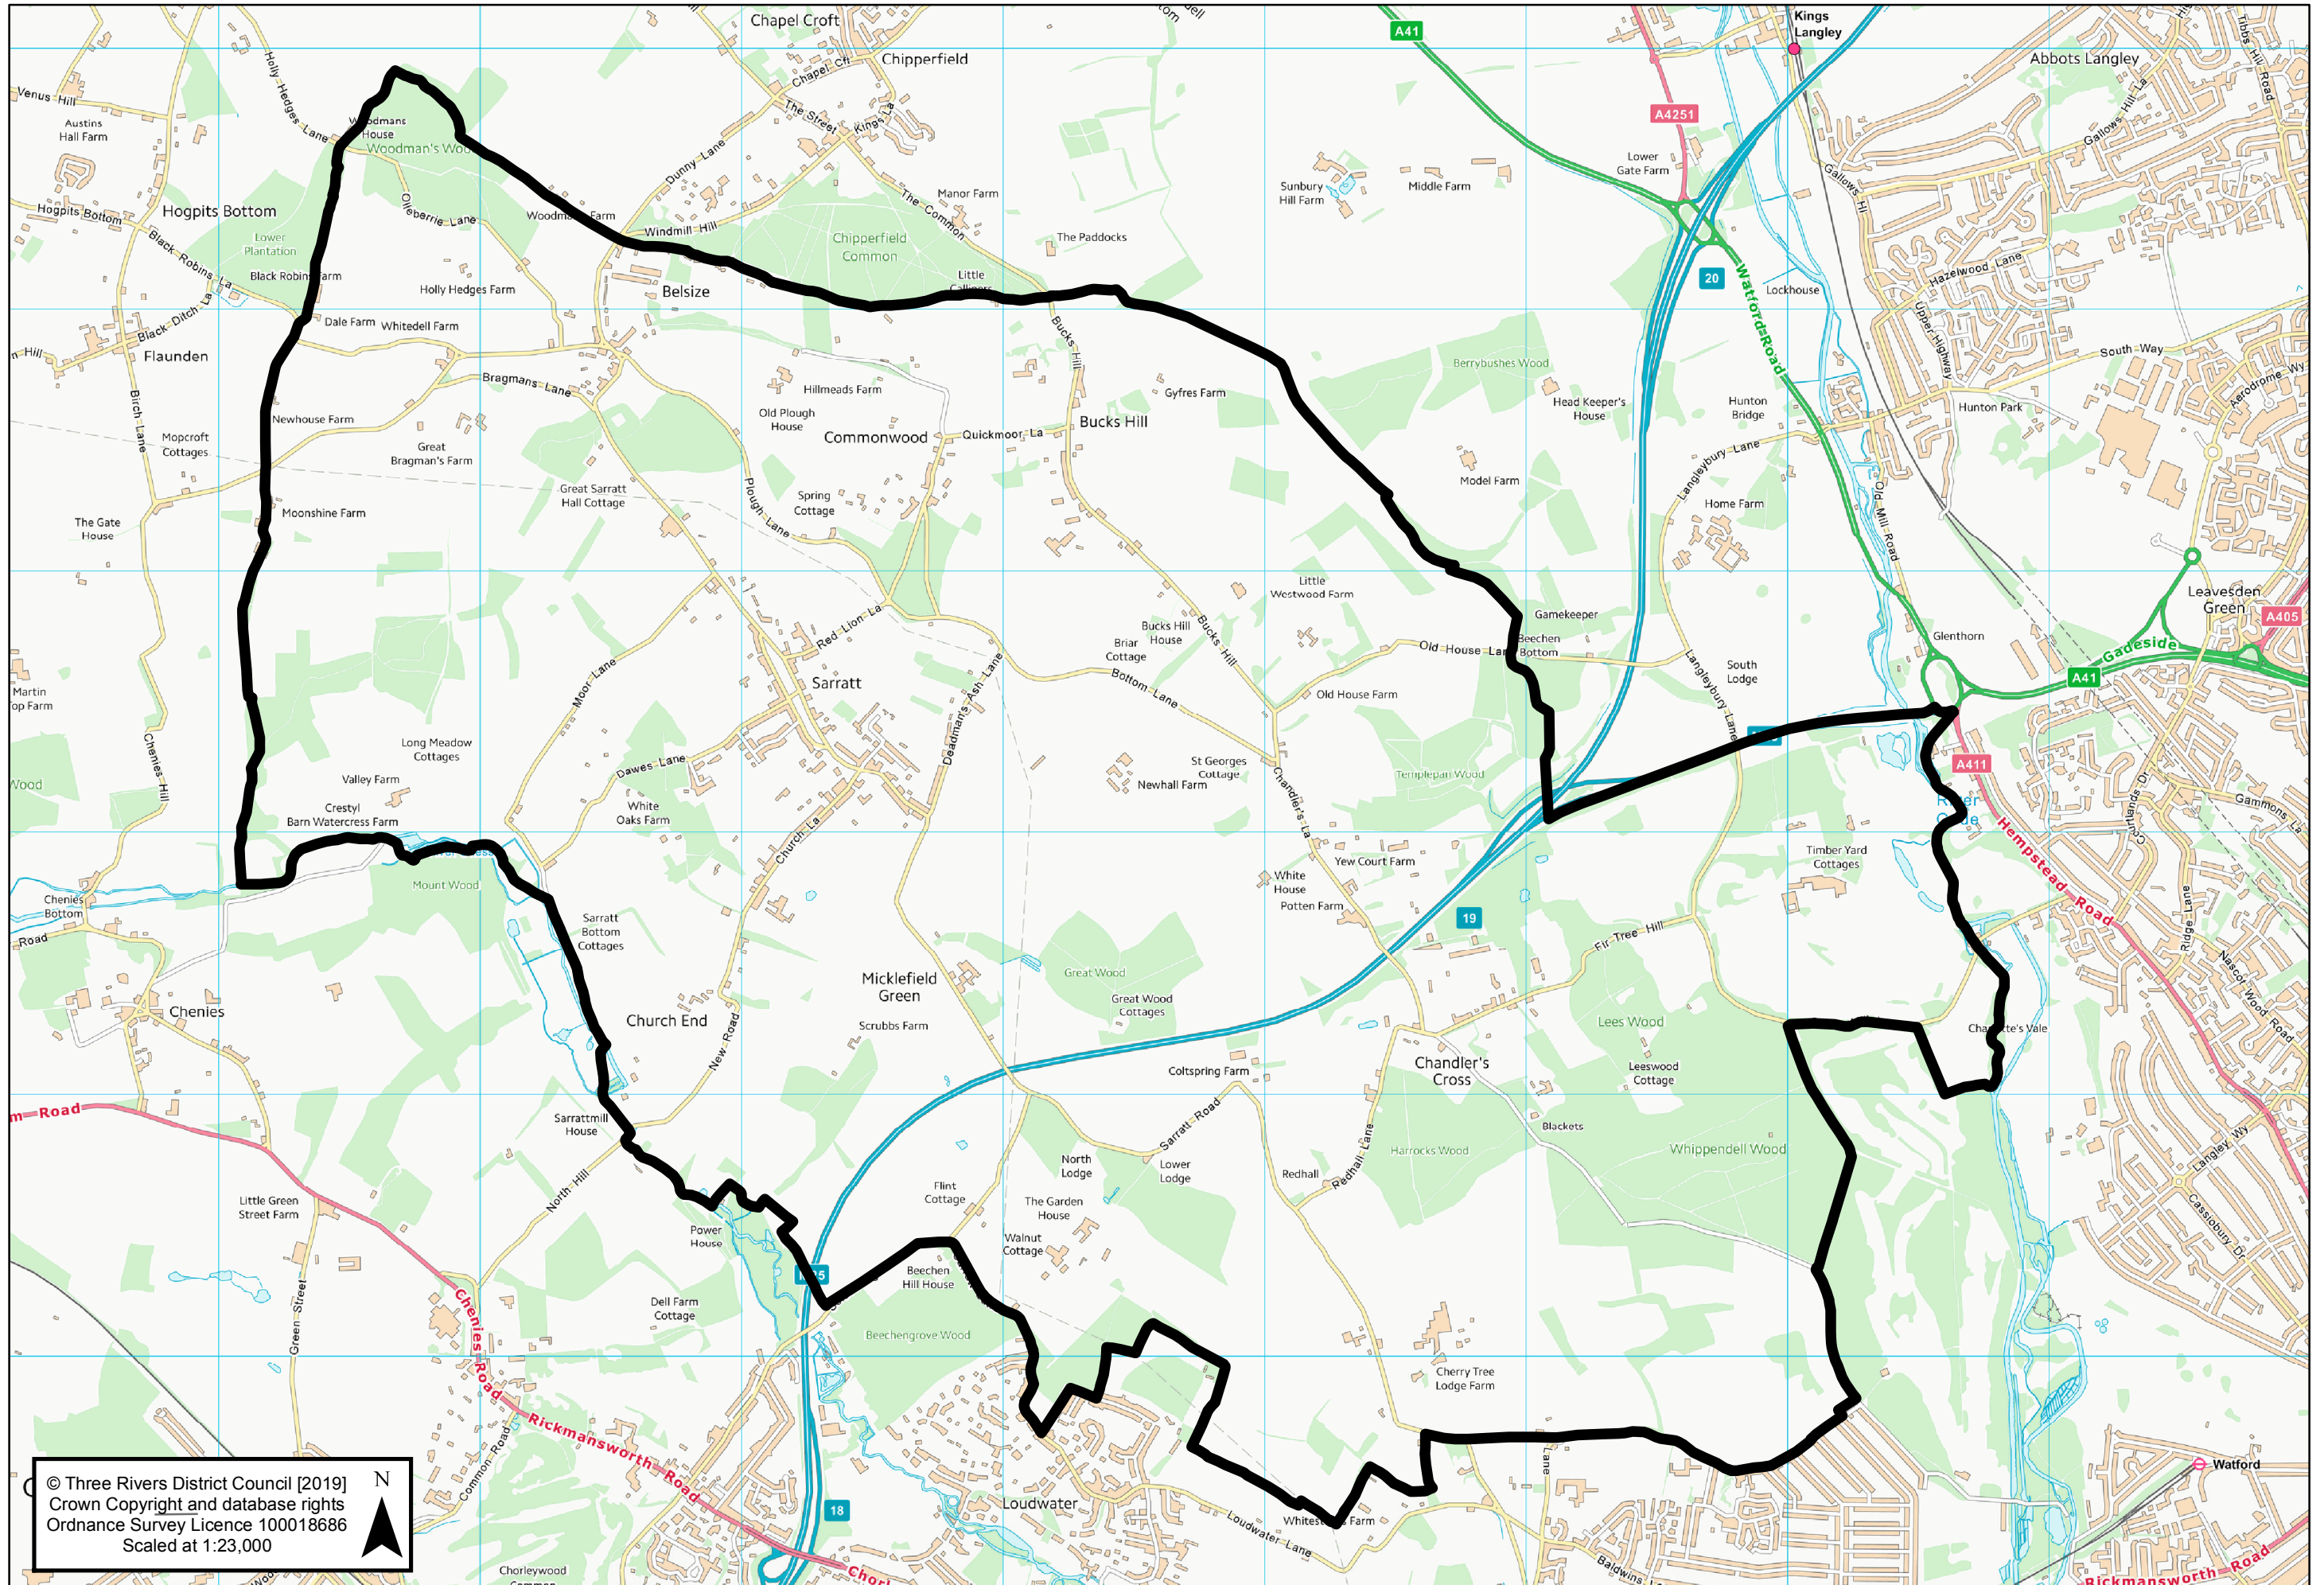 Chapel Croft
Chipperfield
Chapel Cft
The Street
Kings La
A41
Kings
Langley
Abbots Langley
Tibbs Hill Road
Gallows Hill La
Holly Hedges Lane
Venus Hill
Austins
Hall Farm
House
A4251
Lower
Gate Farm
Dunny Lane
Manor Farm
The Common
Sunbury
Hill Farm
Middle Farm
Gallows Hl
Hogpits Bottom
Hogpits Bottom
Lower
Plantation
Black Robins La
Windmill Hill
Chipperfield
Common
The Paddocks
Little
20
Watford Road
Lockhouse
Hazelwood Lane
Upper Highway
South Way
Aerodrome Wy
Holly Hedges Farm
Belsize
Black Ditch La
Dale Farm
Whitedell Farm
Flaunden
Birch Lane
Bragmans Lane
Bucks Hill
Hillmeads Farm
Gyfres Farm
Berrybushes Wood
Head Keeper's
House
Hunton
Bridge
Hunton Park
Newhouse Farm
Old Plough
House
Commonwood
Quickmoor La
Bucks Hill
Mopcroft
Cottages
Great
Bragman's Farm
Langleybury Lane
Model Farm
Home Farm
Old Mill Road
Great Sarratt
Hall Cottage
Plough Lane
Spring
Cottage
Moonshine Farm
The Gate
House
Little
Westwood Farm
Gamekeeper
Leavesden
Green
A405
Red Lion La
Bucks Hill
House
Bucks Hill
Briar
Cottage
Beechen
Bottom
Glenthorn
Gadeside
A41
Moor Lane
Sarratt
Deadman's Ash Lane
Bottom Lane
Old House Farm
Langleybury Lane
South
Lodge
Martin
Top Farm
Chenies Hill
Long Meadow
Cottages
Valley Farm
Dawes Lane
St Georges
Cottage
Newhall Farm
Templepan Wood
Chandler's La
A411
Crestyl
Barn Watercress Farm
White
Oaks Farm
Church La
Courtlands Dr
Gammons La
Hempstead Road
Yew Court Farm
Timber Yard
Cottages
Mount Wood
White
House
Potten Farm
19
Chenies
Bottom
Road
Sarratt
Bottom
Cottages
Fir Tree Hill
Ridge Lane
Nascot Wood Road
Micklefield
Green
Great Wood
Great Wood
Cottages
Chenies
Church End
Scrubbs Farm
New Road
Lees Wood
Chandler's
Cross
Leeswood
Cottage
Coltspring Farm
Sarrattmill
House
Sarratt Road
Blackets
Harrocks Wood
Whippendell Wood
Redhall Lane
Redhall
Langley Wy
Cassiobury Dr
North
Lodge
Lower
Lodge
Little Green
Street Farm
North Hill
Flint
Cottage
The Garden
House
Power
House
Walnut
Cottage
Beechen
Hill House
Dell Farm
Cottage
Green Street
Chenies Road
Beechengrove Wood
Cherry Tree
Lodge Farm
Rickmansworth Road
Common Road
Loudwater
Loudwater Lane
Lane
Watford
18
Chorleywood
Common
Rickmansworth Road
© Three Rivers District Council [2019]
Crown Copyright and database rights
Ordnance Survey Licence 100018686
Scaled at 1:23,000
N